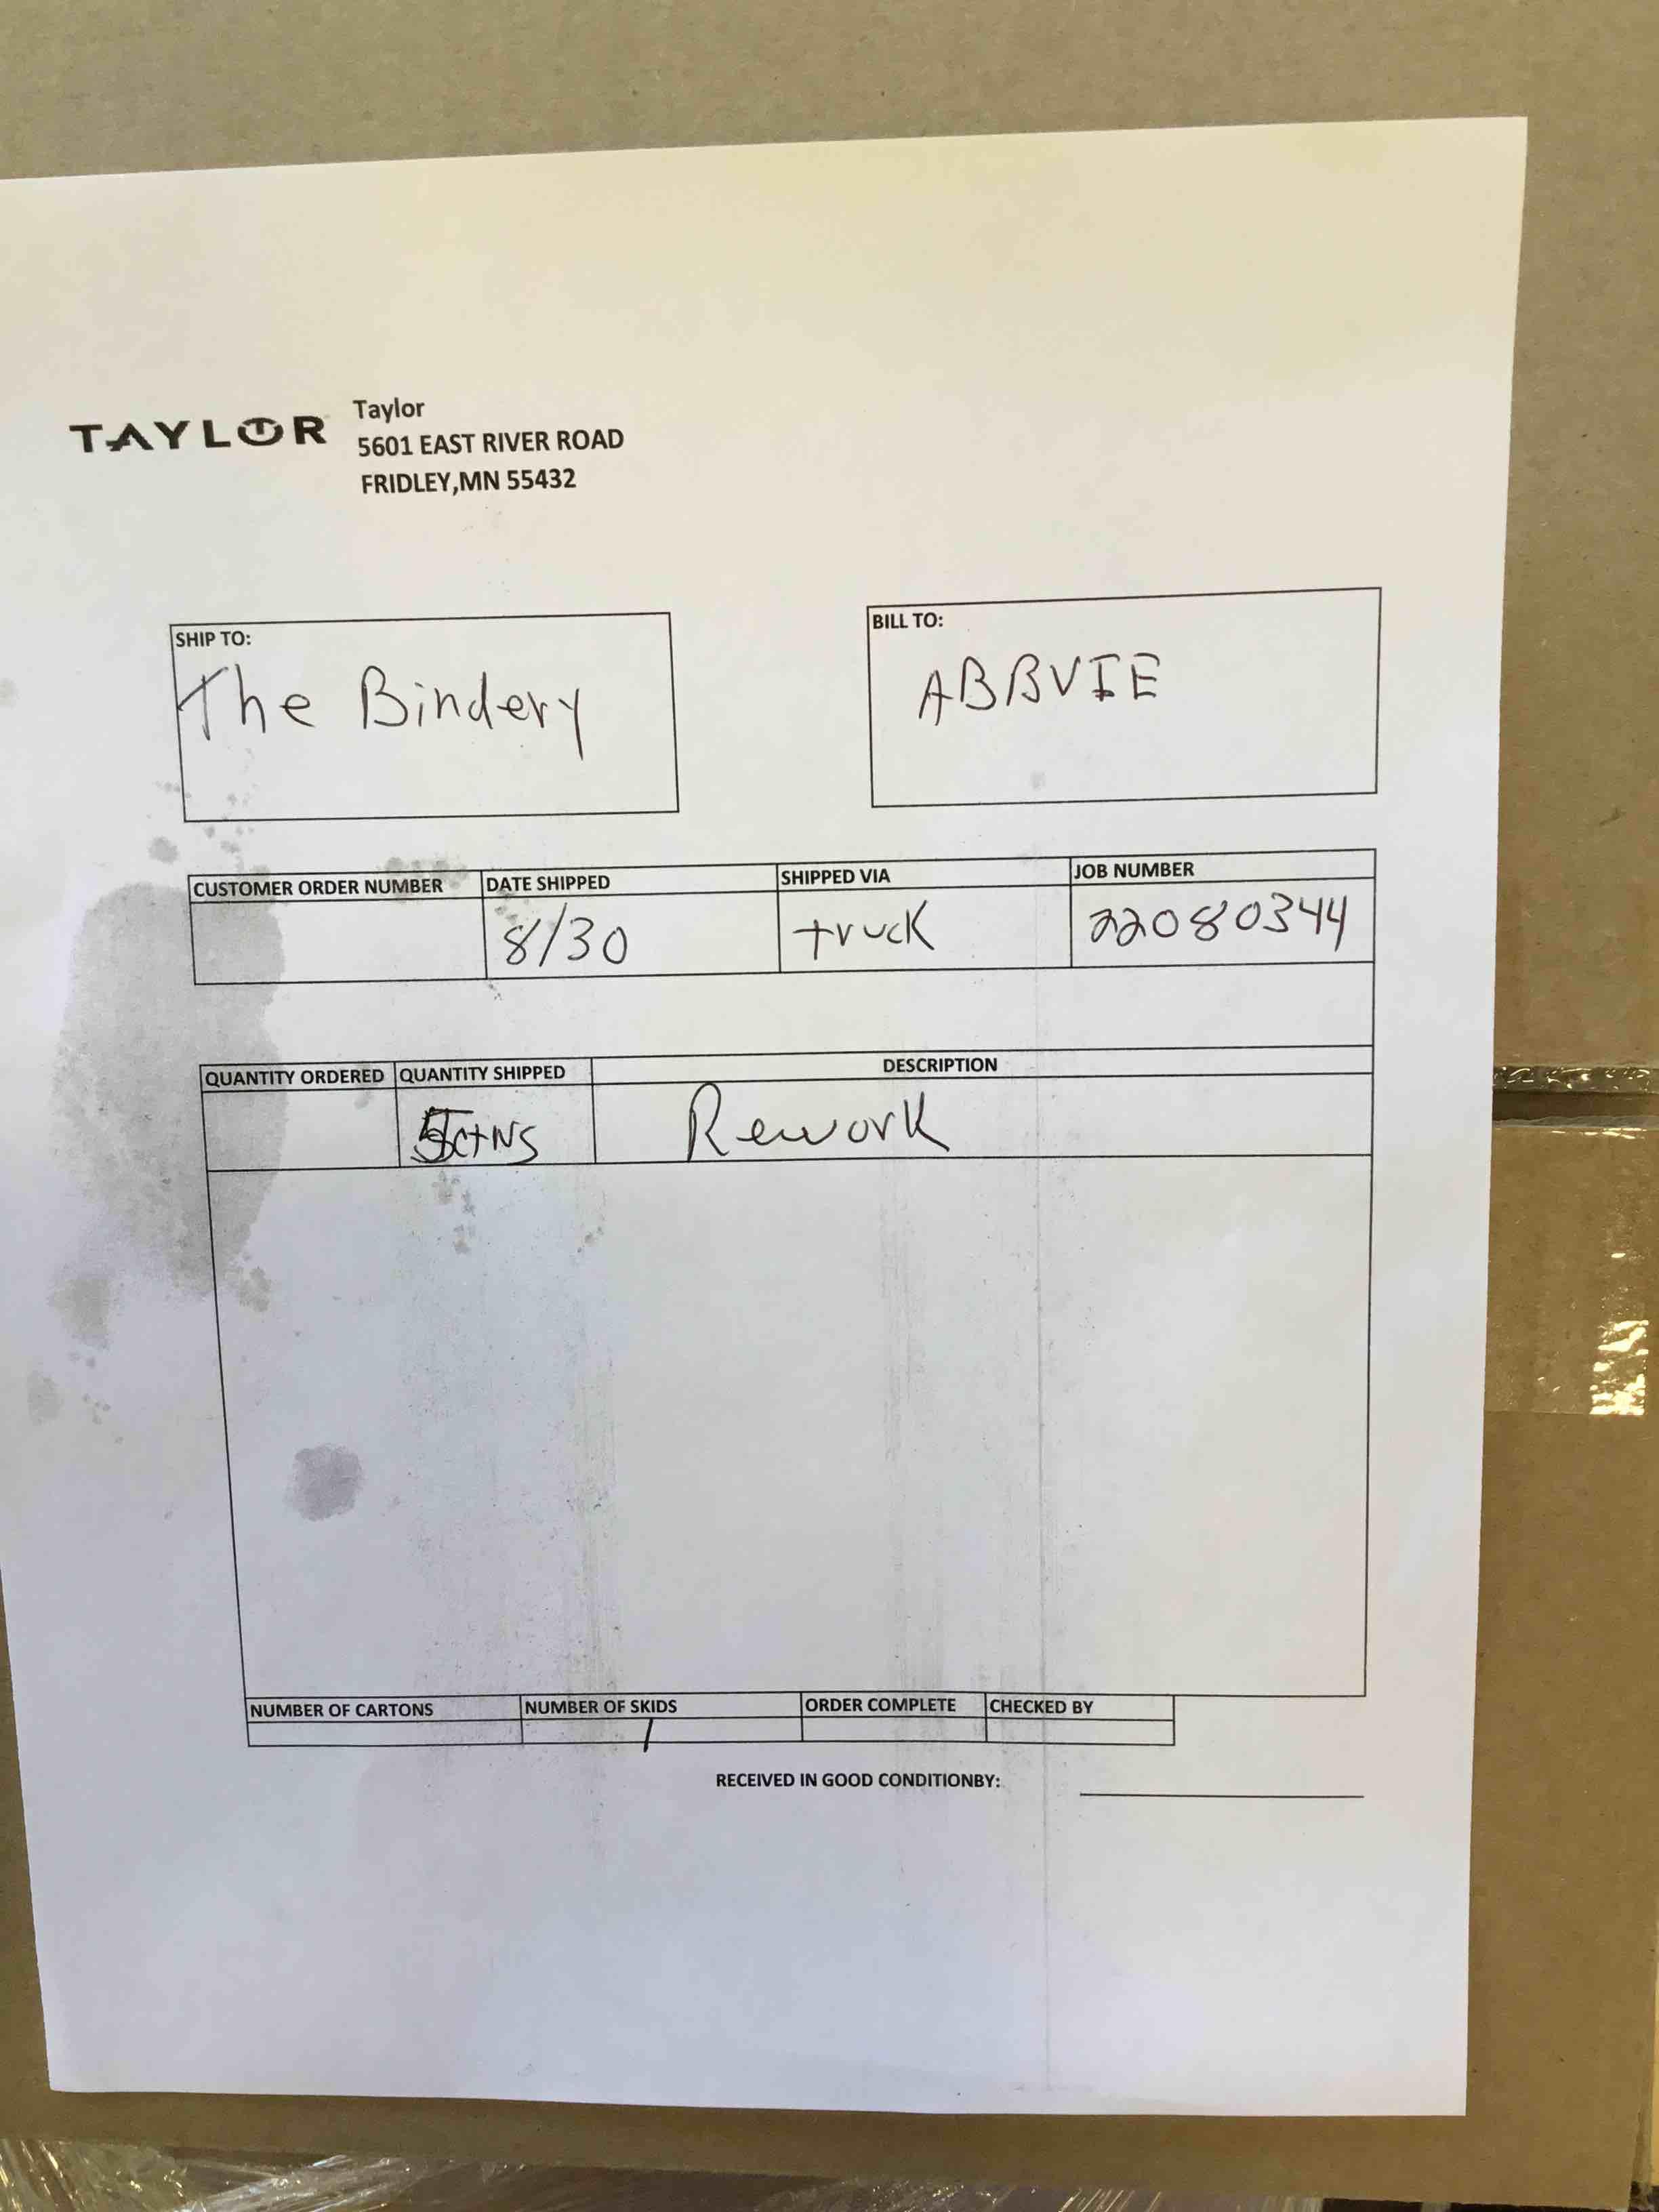 TAYLOR
Taylor
5601 EAST RIVER ROAD
FRIDLEY,MN 55432
SHIP TO:
The Bindery
BILL TO:
ABBVIE
CUSTOMER ORDER NUMBER DATE SHIPPED SHIPPED VIA JOB NUMBER
8/30 truck 22080344
QUANTITY ORDERED QUANTITY SHIPPED DESCRIPTION
5ctNS Rework
NUMBER OF CARTONS NUMBER OF SKIDS ORDER COMPLETE CHECKED BY
1
RECEIVED IN GOOD CONDITIONBY: